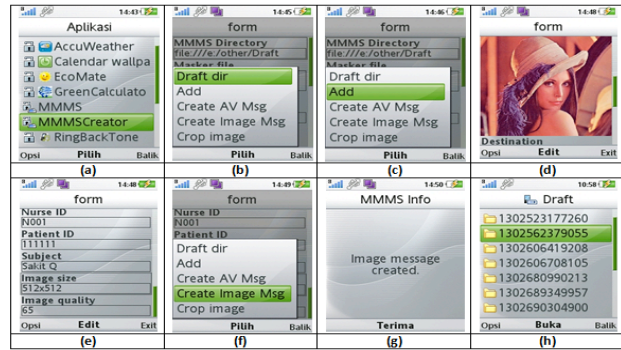 14:43
Aplikasi
AccuWeather
Calendar wallpa
EcoMate
GreenCalculato
MMMS
MMMSCreator
RingBackTone
Opsi Pilih Balik
(a)
14:45
form
MMMS Directory
file:///e:/other/Draft
Masker file
Draft dir
Add
Create AV Msg
Create Image Msg
Crop image
Pilih Balik
(b)
14:46
form
MMMS Directory
file:///e:/other/Draft
Masker file
Draft dir
Add
Create AV Msg
Create Image Msg
Crop image
Pilih Balik
(c)
14:48
form
Destination
Opsi Edit Exit
(d)
14:48
form
Nurse ID
N001
Patient ID
111111
Subject
Sakit Q
Image size
512x512
Image quality
65
Opsi Edit Exit
(e)
14:49
form
Nurse ID
N001
Patient ID
Draft dir
Add
Create AV Msg
Create Image Msg
Crop image
Pilih Balik
(f)
14:50
MMMS Info
Image message
created.
Terima
(g)
10:58
Draft
1302523177260
1302562379055
1302606419208
1302606708105
1302680990213
1302689349957
1302690304900
Opsi Buka Balik
(h)